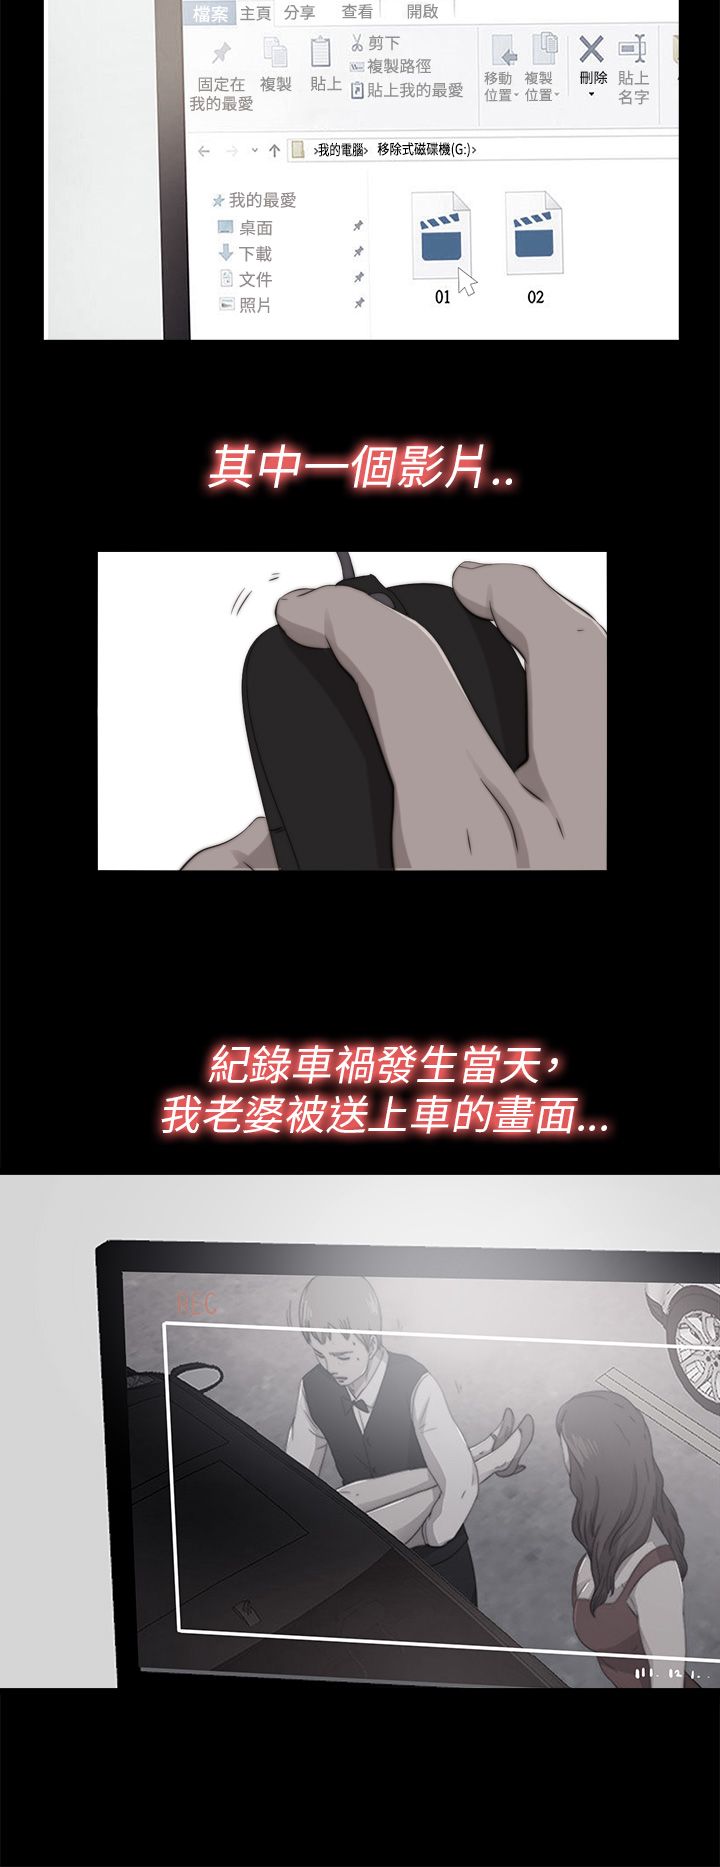 檔案 主頁 分享 查看 開啟
剪下
複製路徑
固定在 複製 貼上 貼上我的最愛 移動 複製 刪除 貼上
我的最愛 位置 位置 名字
>我的電腦> 移除式磁碟機(G:)>
我的最愛
桌面
下載
文件
照片
01 02
其中一個影片..
紀錄車禍發生當天,
我老婆被送上車的畫面...
REC